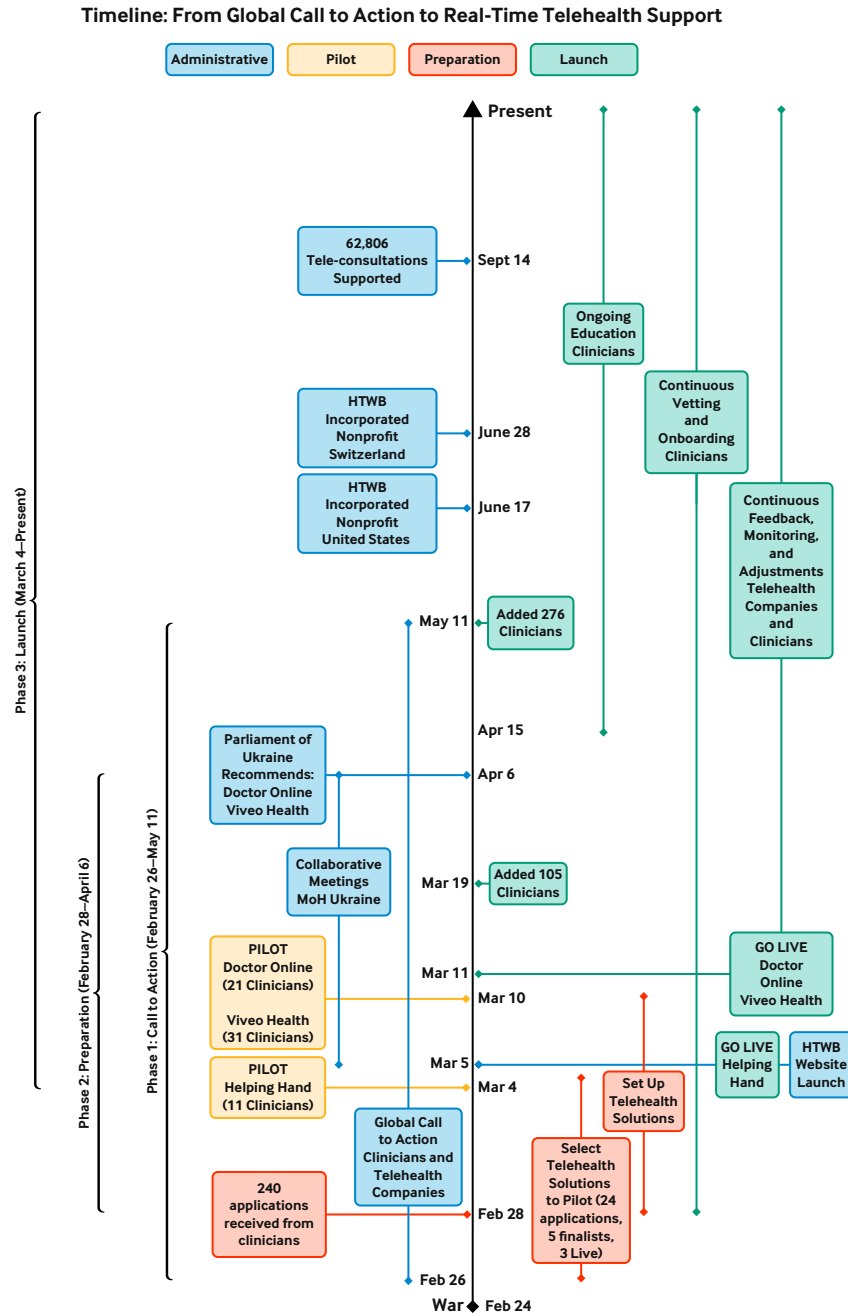 Timeline: From Global Call to Action to Real-Time Telehealth Support
Administrative
Pilot
Preparation
Launch
Present
62,806
Tele-consultations
Supported
Sept 14
Ongoing
Education
Clinicians
Continuous
Vetting
and
Onboarding
Clinicians
HTWB
Incorporated
Nonprofit
Switzerland
June 28
HTWB
Incorporated
Nonprofit
United States
June 17
Continuous
Feedback,
Monitoring,
and
Adjustments
Telehealth
Companies
and
Clinicians
Phase 3: Launch (March 4–Present)
May 11
Added 276
Clinicians
Apr 15
Parliament of
Ukraine
Recommends:
Doctor Online
Viveo Health
Apr 6
Collaborative
Meetings
MoH Ukraine
Mar 19
Added 105
Clinicians
Phase 2: Preparation (February 28–April 6)
Phase 1: Call to Action (February 26–May 11)
PILOT
Doctor Online
(21 Clinicians)
Viveo Health
(31 Clinicians)
Mar 11
GO LIVE
Doctor
Online
Viveo Health
Mar 10
Mar 5
GO LIVE
Helping
Hand
HTWB
Website
Launch
PILOT
Helping Hand
(11 Clinicians)
Mar 4
Set Up
Telehealth
Solutions
Global Call
to Action
Clinicians and
Telehealth
Companies
Select
Telehealth
Solutions
to Pilot (24
applications,
5 finalists,
3 Live)
240
applications
received from
clinicians
Feb 28
Feb 26
War
Feb 24